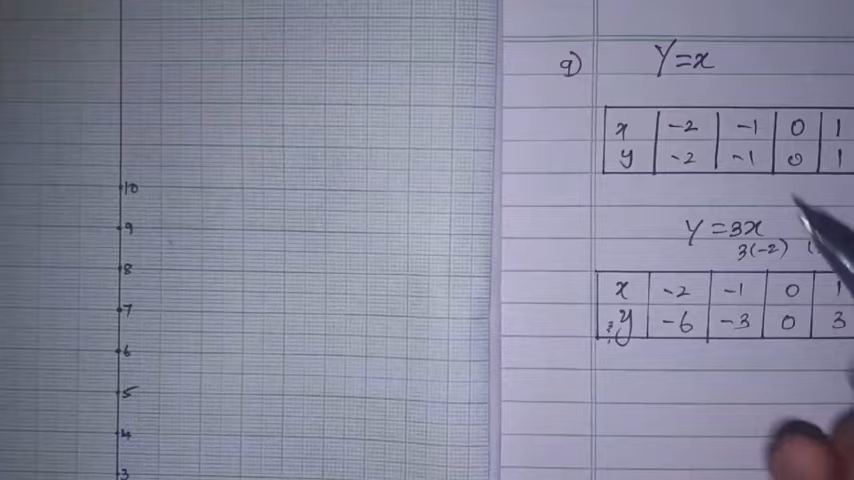 10
9
8
7
6
5
4
3
a) Y=x
x -2 -1 0 1
y -2 -1 0 1
Y=3x
3(-2)
x -2 -1 0 1
y -6 -3 0 3